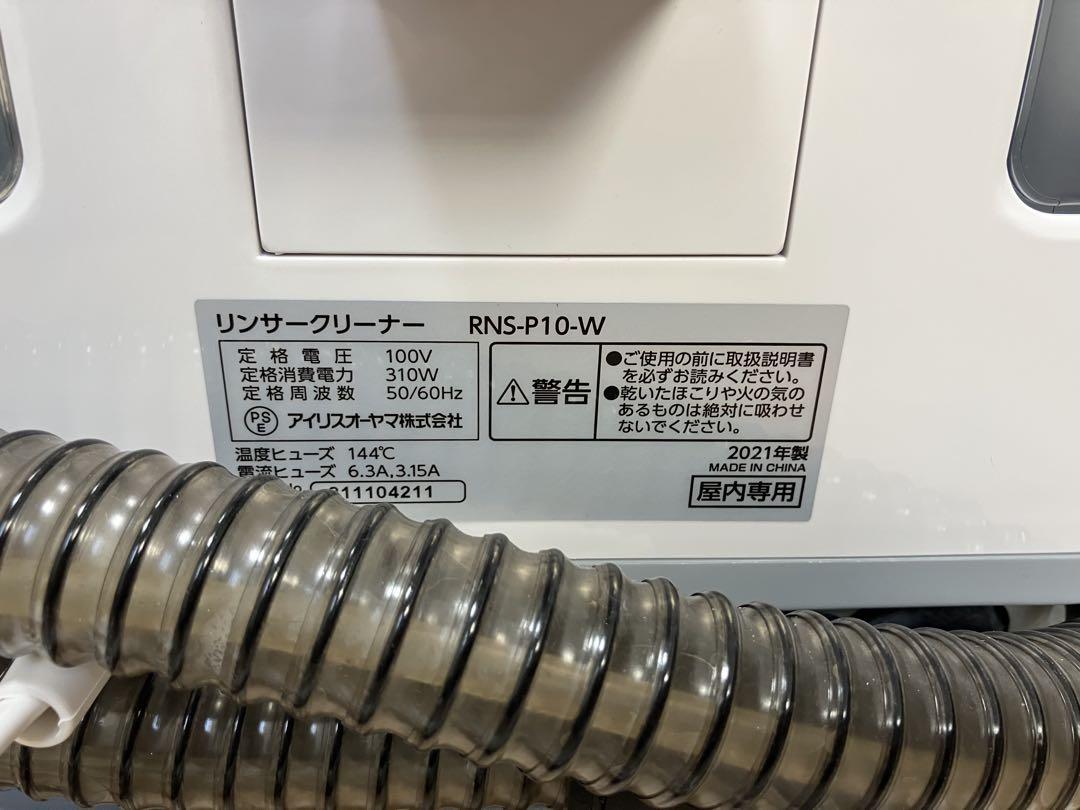 リンサークリーナー RNS-P10-W
定格電圧 100V
定格消費電力 310W
定格周波数 50/60Hz
PSE アイリスオーヤマ株式会社
警告
●ご使用の前に取扱説明書
を必ずお読みください。
●乾いたほこりや火の気の
あるものは絶対に吸わせ
ないでください。
温度ヒューズ 144℃
電流ヒューズ 6.3A,3.15A
211104211
2021年製
MADE IN CHINA
屋内専用